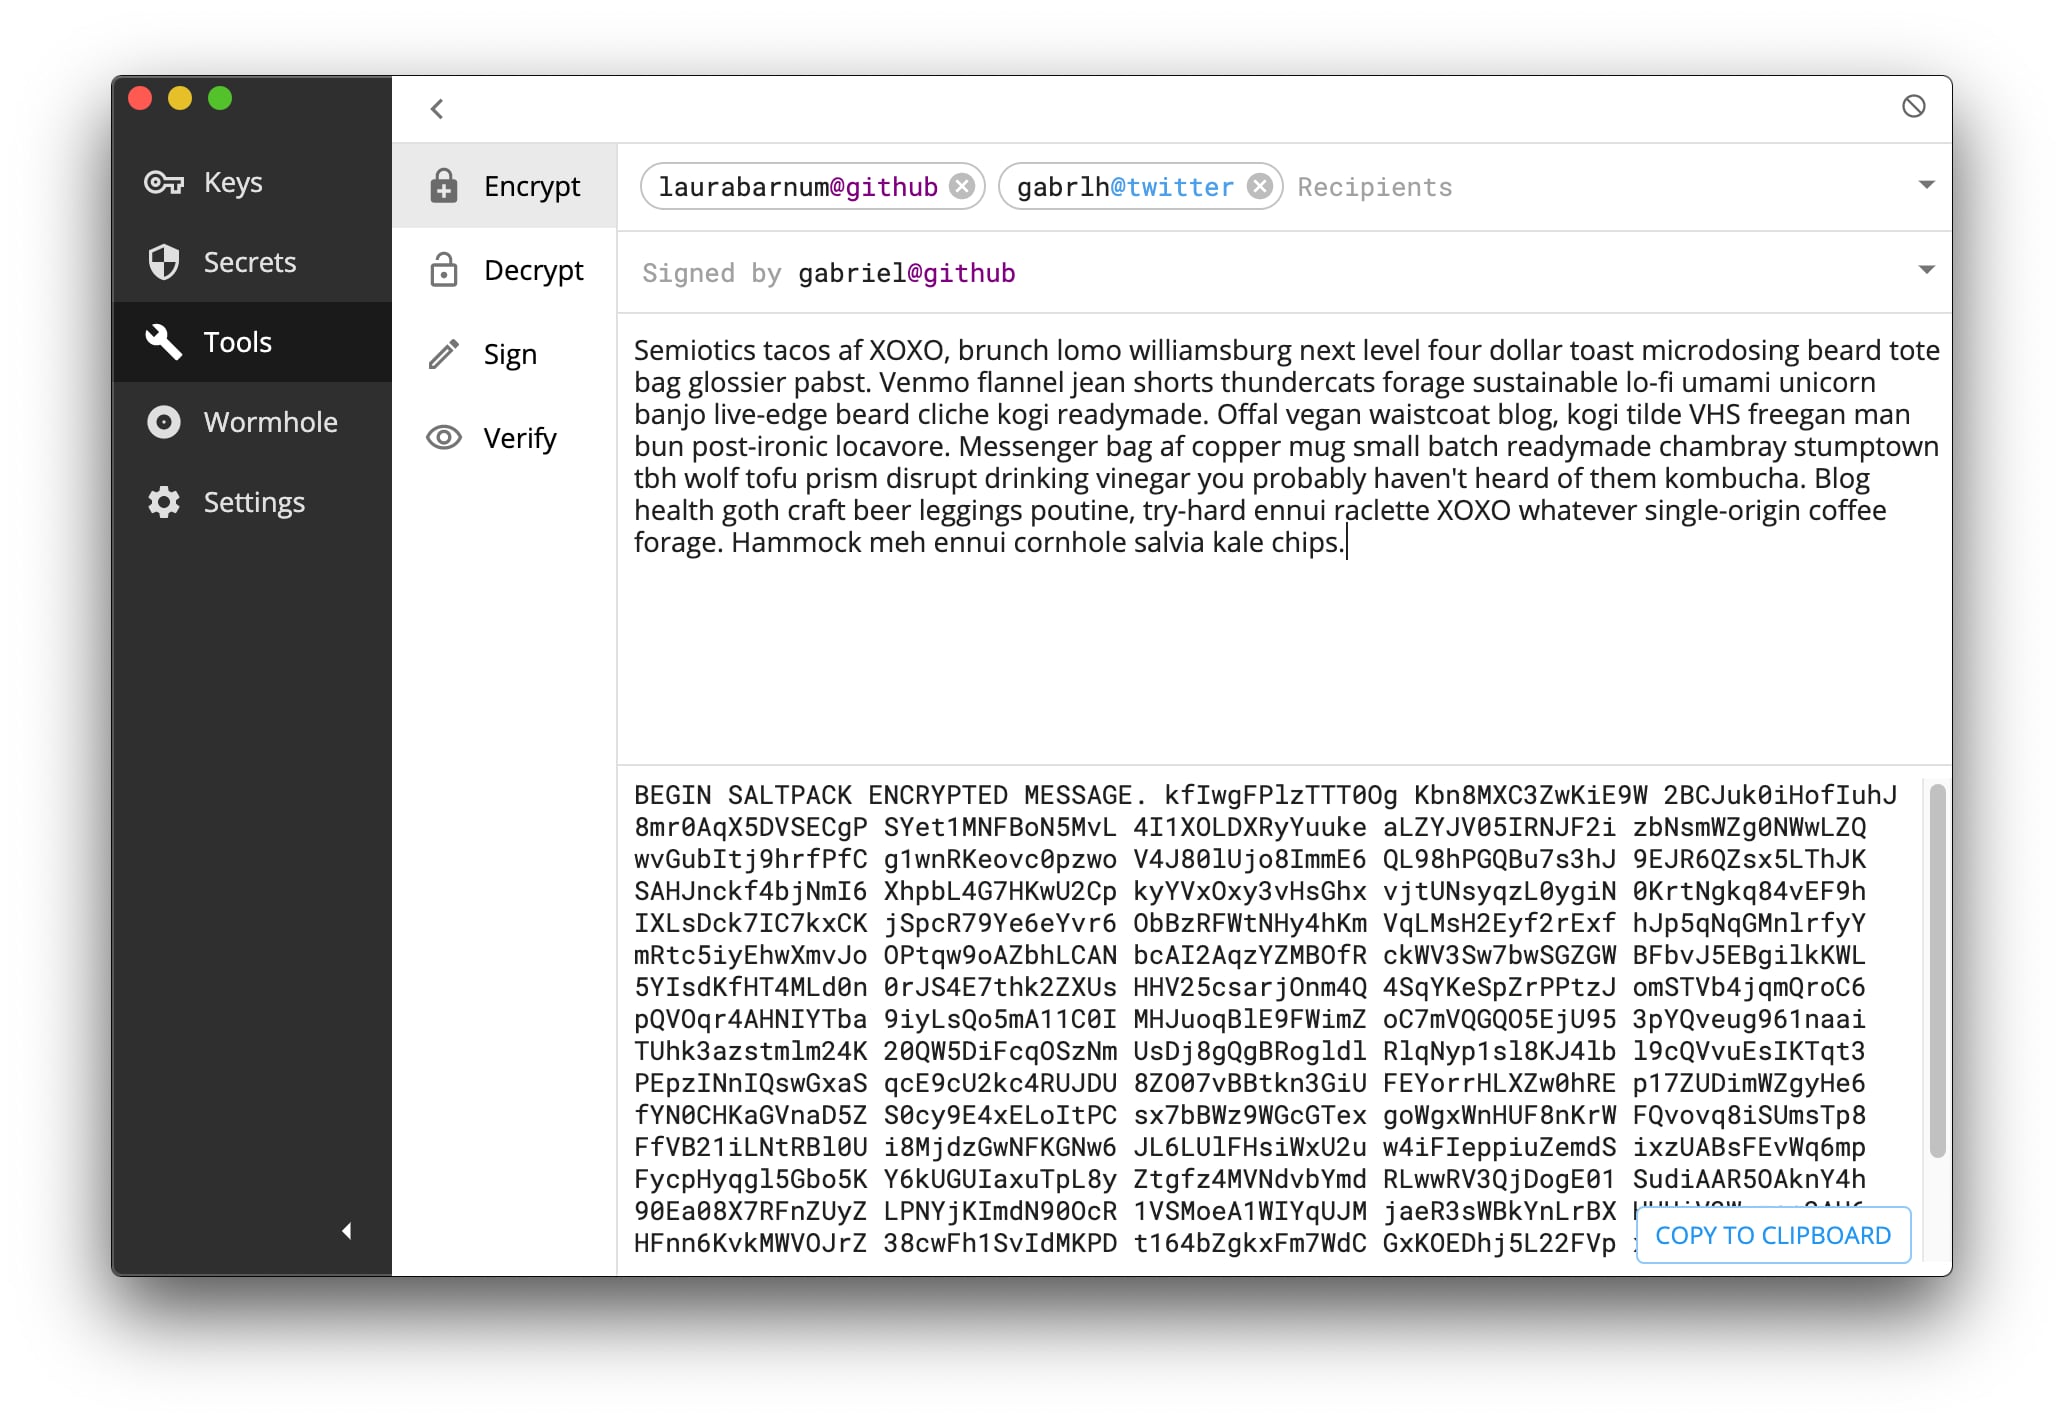 Keys
Secrets
Tools
Wormhole
Settings
Encrypt
Decrypt
Sign
Verify
laurabarnum@github gabrlh@twitter Recipients
Signed by gabriel@github
Semiotics tacos af XOXO, brunch lomo williamsburg next level four dollar toast microdosing beard tote
bag glossier pabst. Venmo flannel jean shorts thundercats forage sustainable lo-fi umami unicorn
banjo live-edge beard cliche kogi readymade. Offal vegan waistcoat blog, kogi tilde VHS freegan man
bun post-ironic locavore. Messenger bag af copper mug small batch readymade chambray stumptown
tbh wolf tofu prism disrupt drinking vinegar you probably haven't heard of them kombucha. Blog
health goth craft beer leggings poutine, try-hard ennui raclette XOXO whatever single-origin coffee
forage. Hammock meh ennui cornhole salvia kale chips.
BEGIN SALTPACK ENCRYPTED MESSAGE. kfIwgFPlzTTT0Og Kbn8MXC3ZwKiE9W 2BCJuk0iHofIuhJ
8mr0AqX5DVSECgP SYet1MNFBoN5MvL 4I1XOLDXRyYuuke aLZYJV05IRNJF2i zbNsmWZg0NWwLZQ
wvGubItj9hrfPfC g1wnRKeovc0pzwo V4J80lUjo8ImmE6 QL98hPGQBu7s3hJ 9EJR6QZsx5LThJK
SAHJnckf4bjNmI6 XhpbL4G7HKwU2Cp kyYVxOxy3vHsGhx vjtUNsyqzL0ygiN 0KrtNgkq84vEF9h
IXLsDck7IC7kxCK jSpcR79Ye6eYvr6 ObBzRFWtNHy4hKm VqLMsH2Eyf2rExf hJp5qNqGMnlrfyY
mRtc5iyEhwXmvJo OPtqw9oAZbhLCAN bcAI2AqzYZMBOfR ckWV3Sw7bwSGZGW BFbvJ5EBgilkKWL
5YIsdKfHT4MLd0n 0rJS4E7thk2ZXUs HHV25csarjOnm4Q 4SqYKeSpZrPPtzJ omSTVb4jqmQroC6
pQVOqr4AHNIYTba 9iyLsQo5mA11C0I MHJuoqBlE9FWimZ oC7mVQGQO5EjU95 3pYQveug961naai
TUhk3azstmlm24K 20QW5DiFcqOSzNm UsDj8gQgBRogldl RlqNyp1sl8KJ4lb l9cQVvuEsIKTqt3
PEpzINnIQswGxaS qcE9cU2kc4RUJDU 8ZO07vBBtkn3GiU FEYorrHLXZw0hRE p17ZUDimWZgyHe6
fYN0CHKaGVnaD5Z S0cy9E4xELoItPC sx7bBWz9WGcGTex goWgxWnHUF8nKrW FQvovq8iSUmsTp8
FfVB21iLNtRBl0U i8MjdzGwNFKGNw6 JL6LUlFHsiWxU2u w4iFIeppiuZemdS ixzUABsFEvWq6mp
FycpHyqgl5Gbo5K Y6kUGUIaxuTpL8y Ztgfz4MVNdvbYmd RLwwRV3QjDogE01 SudiAAR5OAknY4h
90Ea08X7RFnZUyZ LPNYjKImdN90OcR 1VSMoeA1WIYqUJM jaeR3sWBkYnLrBX
HFnn6KvkMWVOJrZ 38cwFh1SvIdMKPD t164bZgkxFm7WdC GxKOEDhj5L22FVp
COPY TO CLIPBOARD